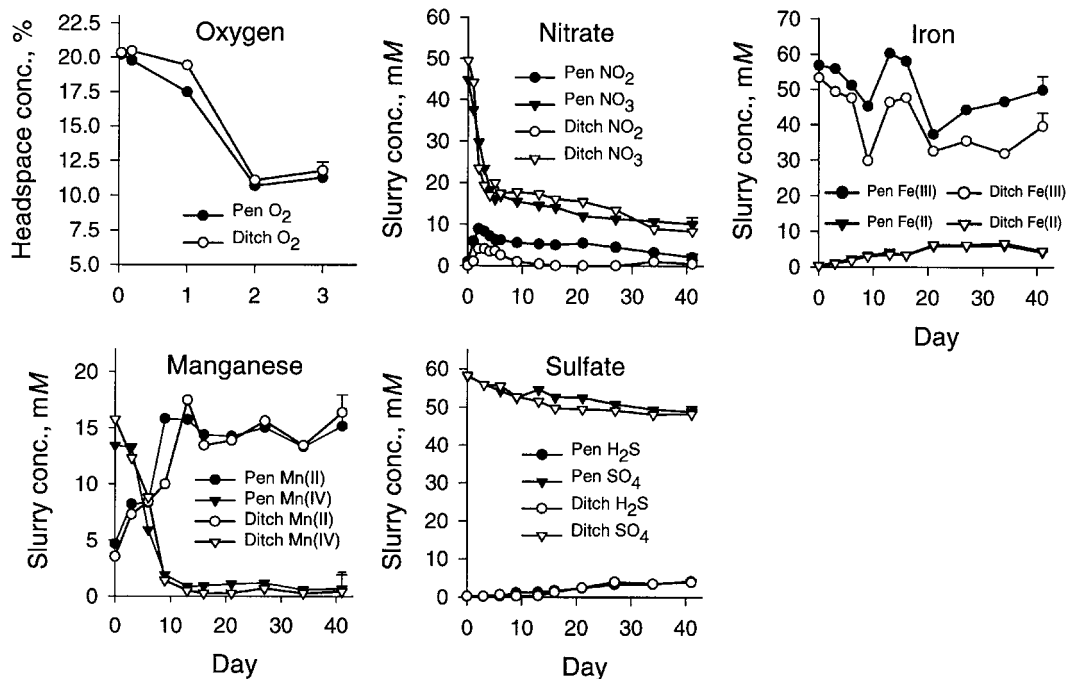 Oxygen
Headspace conc., %
22.5
20.0
17.5
15.0
12.5
10.0
7.5
5.0
Pen O2
Ditch O2
0 1 2 3
Nitrate
Slurry conc., mM
60
50
40
30
20
10
0
Pen NO2
Pen NO3
Ditch NO2
Ditch NO3
0 10 20 30 40
Iron
Slurry conc., mM
70
60
50
40
30
20
10
0
Pen Fe(III) Ditch Fe(III)
Pen Fe(II) Ditch Fe(II)
0 10 20 30 40
Day
Manganese
Slurry conc., mM
20
15
10
5
0
Pen Mn(II)
Pen Mn(IV)
Ditch Mn(II)
Ditch Mn(IV)
0 10 20 30 40
Day
Sulfate
Slurry conc., mM
60
50
40
30
20
10
0
Pen H2S
Pen SO4
Ditch H2S
Ditch SO4
0 10 20 30 40
Day